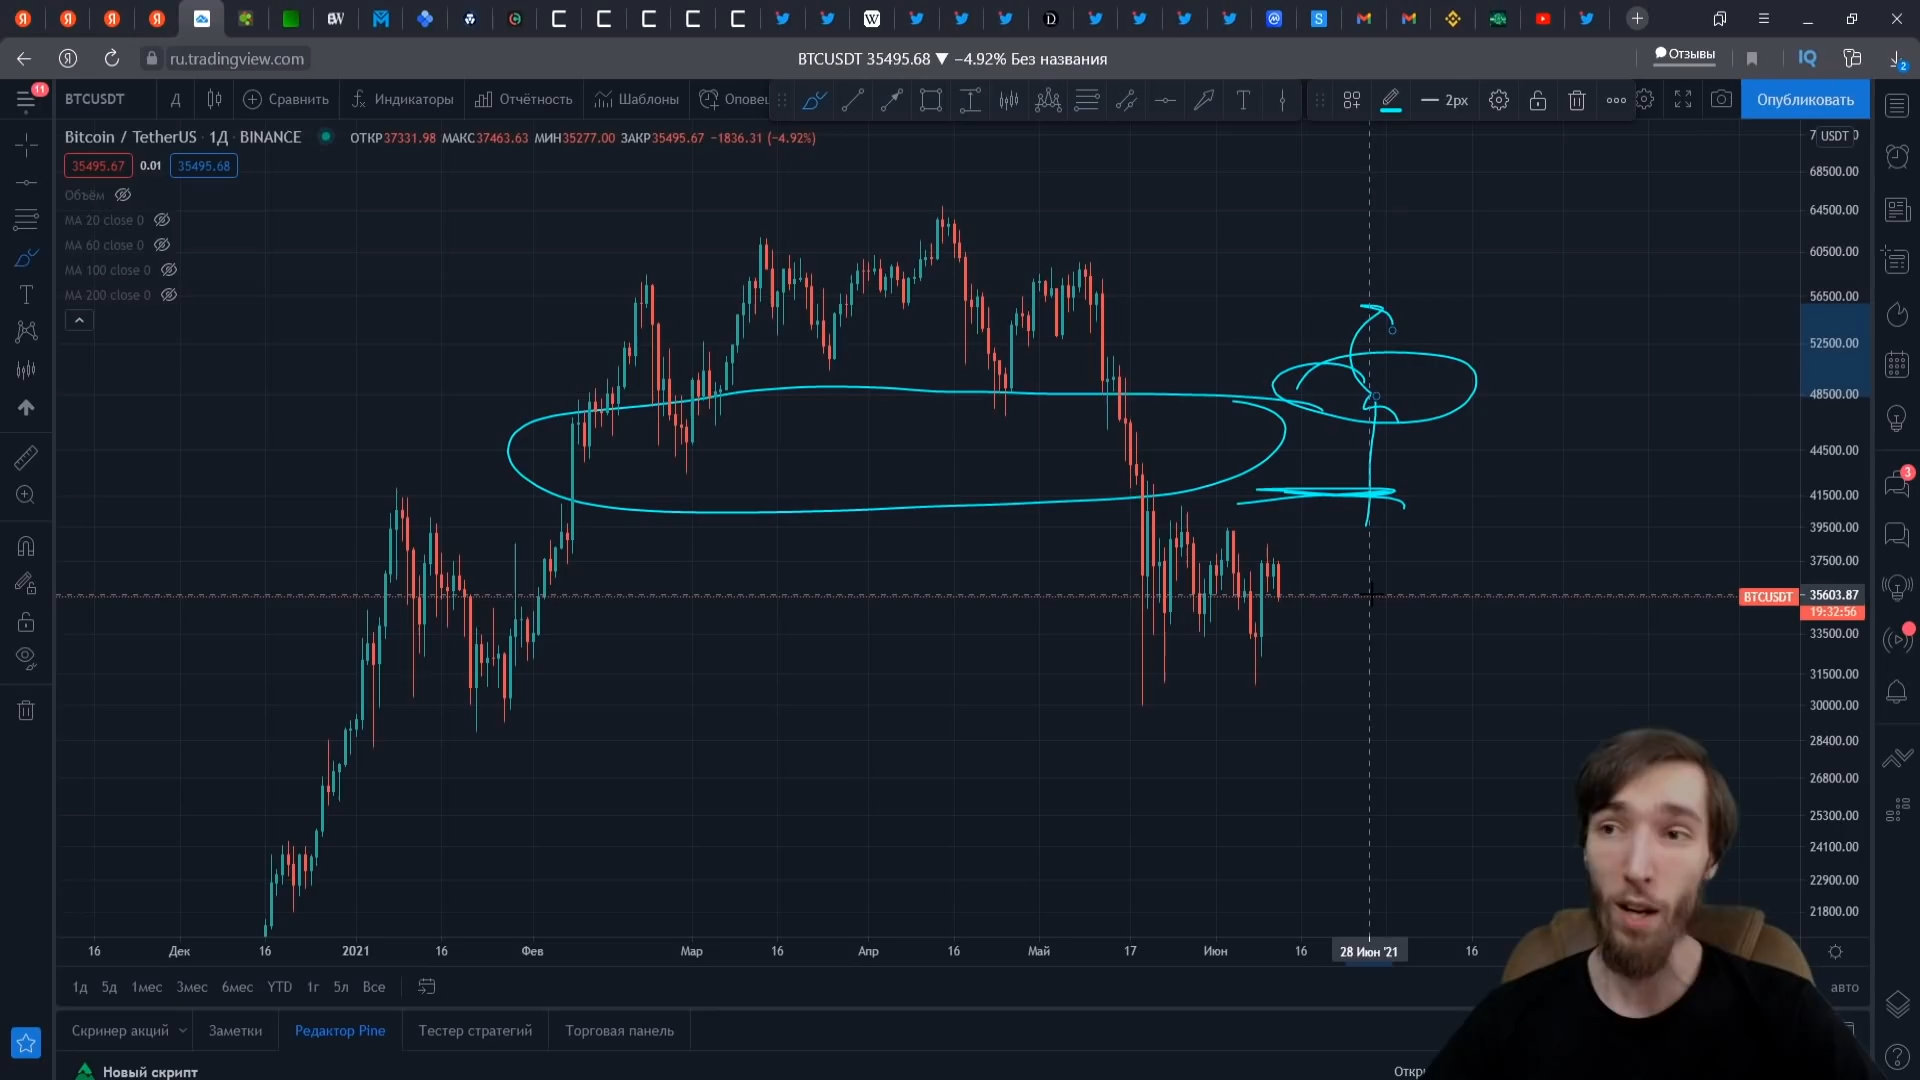 ru.tradingview.com
BTCUSDT 35495.68 ▼ −4.92% Без названия
Отзывы
IQ
2
11
BTCUSDT
Д
Сравнить
Индикаторы
Отчётность
Шаблоны
Оповещ
2px
Опубликовать
Bitcoin / TetherUS · 1Д · BINANCE
ОТКР37331.98 МАКС37463.63 МИН35277.00 ЗАКР35495.67 −1836.31 (−4.92%)
USDT
35495.67 0.01 35495.68
Объём
MA 20 close 0
MA 60 close 0
MA 100 close 0
MA 200 close 0
68500.00
64500.00
60500.00
56500.00
52500.00
48500.00
44500.00
41500.00
39500.00
37500.00
BTCUSDT
35603.87
19:32:56
33500.00
31500.00
30000.00
28400.00
26800.00
25300.00
24100.00
22900.00
21800.00
3
16 Дек 16 2021 16 Фев Мар 16 Апр 16 Май 17 Июн 16 28 Июн '21 16
1д 5д 1мес 3мес 6мес YTD 1г 5л Все
авто
Скринер акций Заметки Редактор Pine Тестер стратегий Торговая панель
Новый скрипт